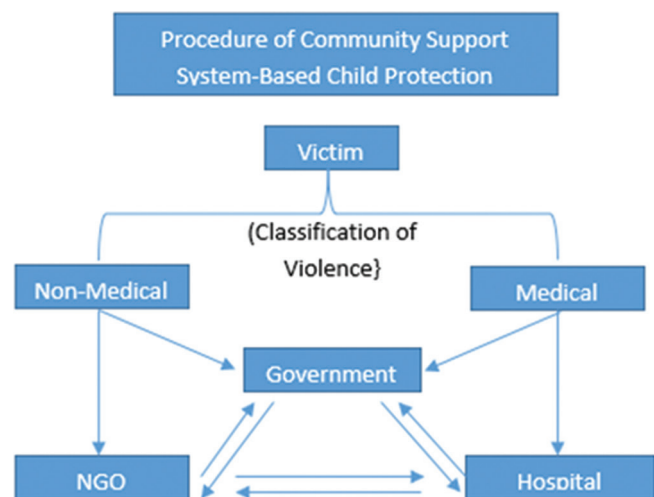 Procedure of Community Support
System-Based Child Protection
Victim
(Classification of
Violence}
Non-Medical
Medical
Government
NGO
Hospital